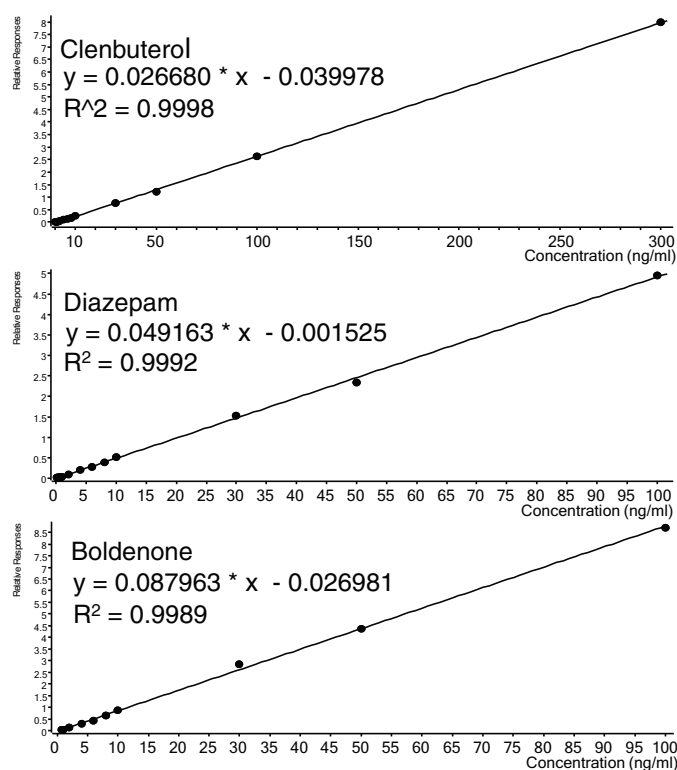 Relative Responses
8
7.5
7
6.5
6
5.5
5
4.5
4
3.5
3
2.5
2
1.5
1
0.5
0
Clenbuterol
y = 0.026680 * x - 0.039978
R^2 = 0.9998
10 50 100 150 200 250 300
Concentration (ng/ml)
Relative Responses
5
4.5
4
3.5
3
2.5
2
1.5
1
0.5
0
Diazepam
y = 0.049163 * x - 0.001525
R² = 0.9992
0 5 10 15 20 25 30 35 40 45 50 55 60 65 70 75 80 85 90 95 100
Concentration (ng/ml)
Relative Responses
8.5
8
7.5
7
6.5
6
5.5
5
4.5
4
3.5
3
2.5
2
1.5
1
0.5
0
Boldenone
y = 0.087963 * x - 0.026981
R² = 0.9989
0 5 10 15 20 25 30 35 40 45 50 55 60 65 70 75 80 85 90 95 100
Concentration (ng/ml)